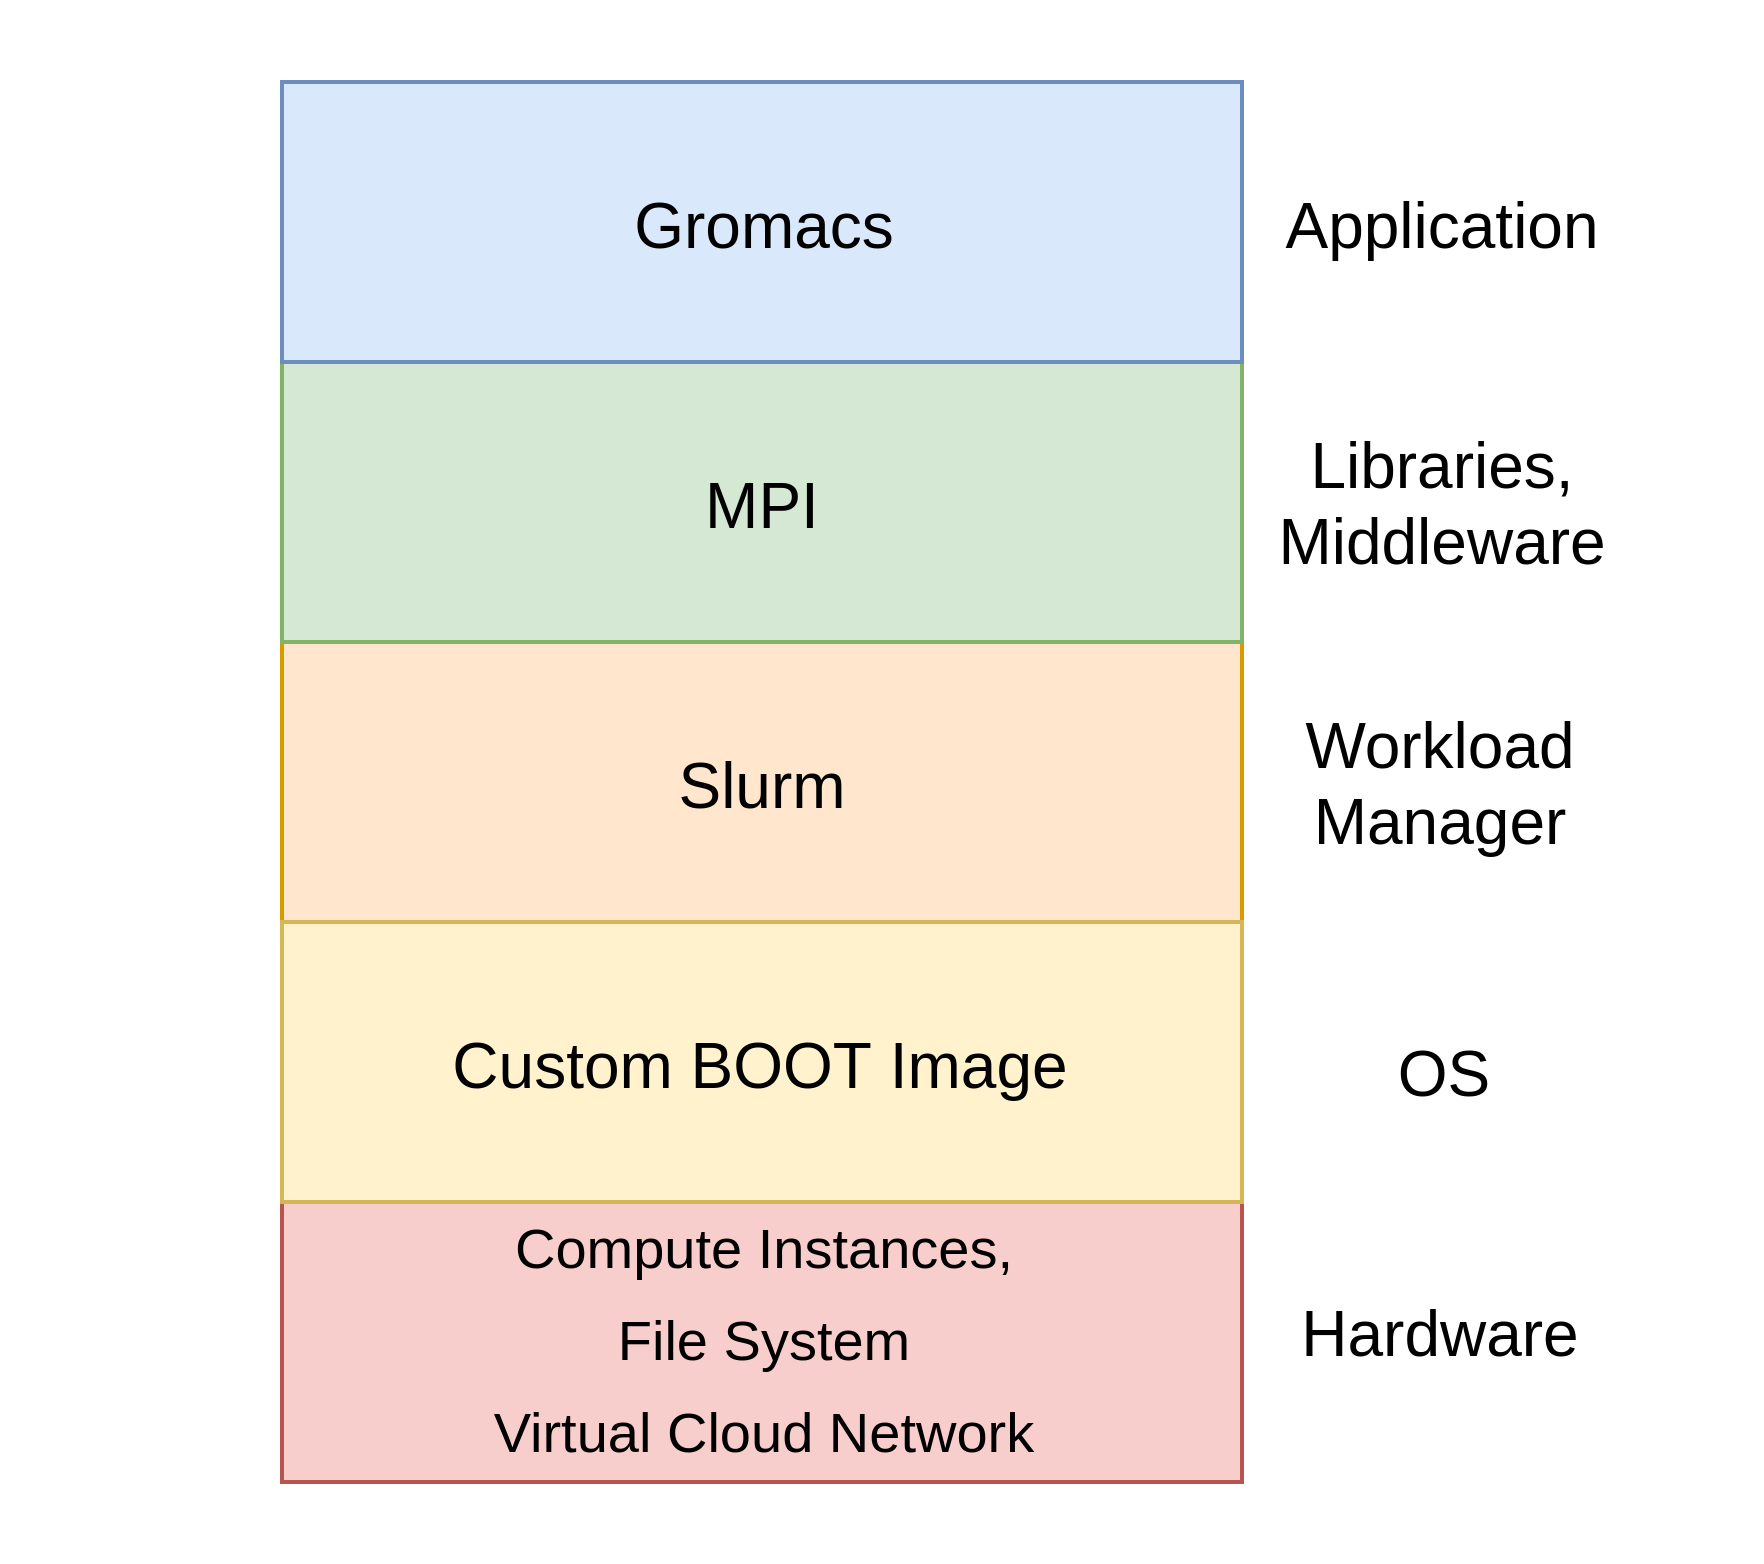 Gromacs
Application
MPI
Libraries,
Middleware
Slurm
Workload
Manager
Custom BOOT Image
OS
Compute Instances,
File System
Virtual Cloud Network
Hardware